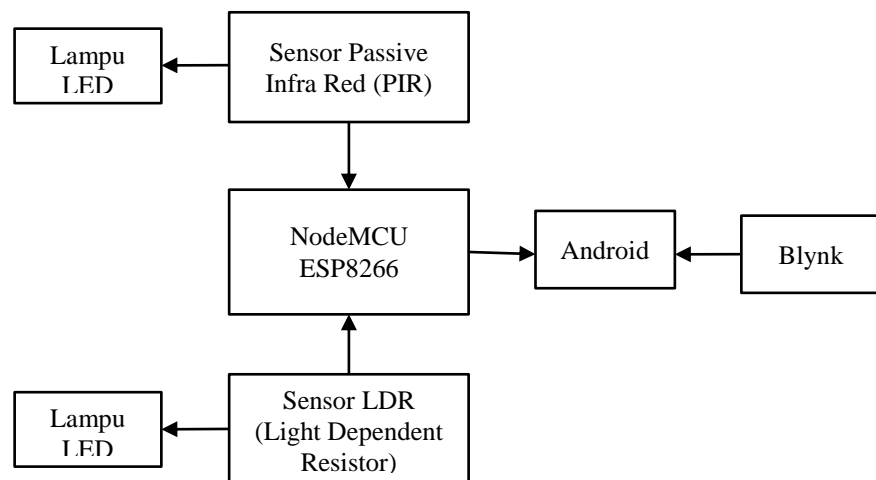 Lampu
LED
Sensor Passive
Infra Red (PIR)
NodeMCU
ESP8266
Android
Blynk
Lampu
LED
Sensor LDR
(Light Dependent
Resistor)